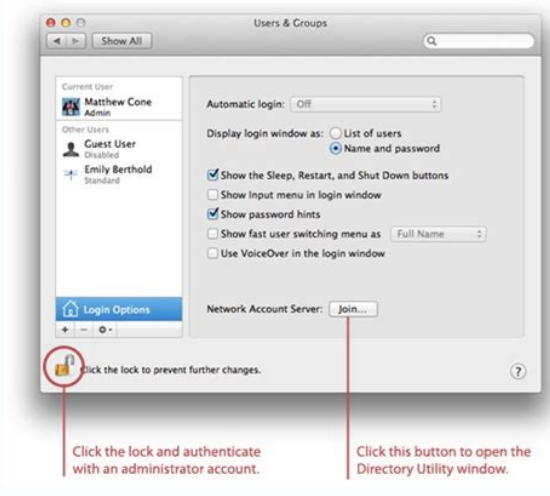 Users & Groups
Show All
Current User
Matthew Cone
Admin
Other Users
Guest User
Disabled
Emily Berthold
Standard
Login Options
Automatic login: Off
Display login window as: List of users
Name and password
Show the Sleep, Restart, and Shut Down buttons
Show Input menu in login window
Show password hints
Show fast user switching menu as Full Name
Use VoiceOver in the login window
Network Account Server: Join...
Click the lock to prevent further changes.
?
Click the lock and authenticate
with an administrator account.
Click this button to open the
Directory Utility window.